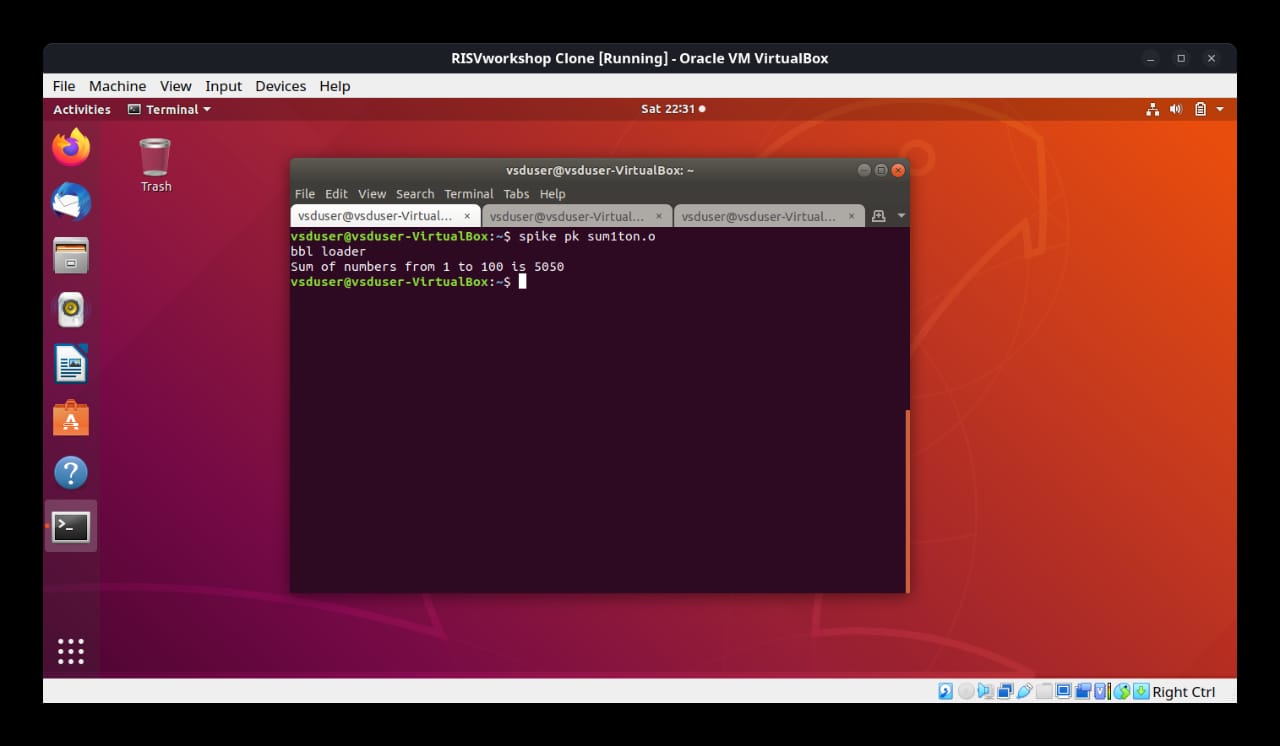 RISVworkshop Clone [Running] - Oracle VM VirtualBox
File Machine View Input Devices Help
Activities Terminal Sat 22:31
Trash
vsduser@vsduser-VirtualBox: ~
File Edit View Search Terminal Tabs Help
vsduser@vsduser-Virtual... × vsduser@vsduser-Virtual... × vsduser@vsduser-Virtual... ×
vsduser@vsduser-VirtualBox:~$ spike pk sum1ton.o
bbl loader
Sum of numbers from 1 to 100 is 5050
vsduser@vsduser-VirtualBox:~$
Right Ctrl